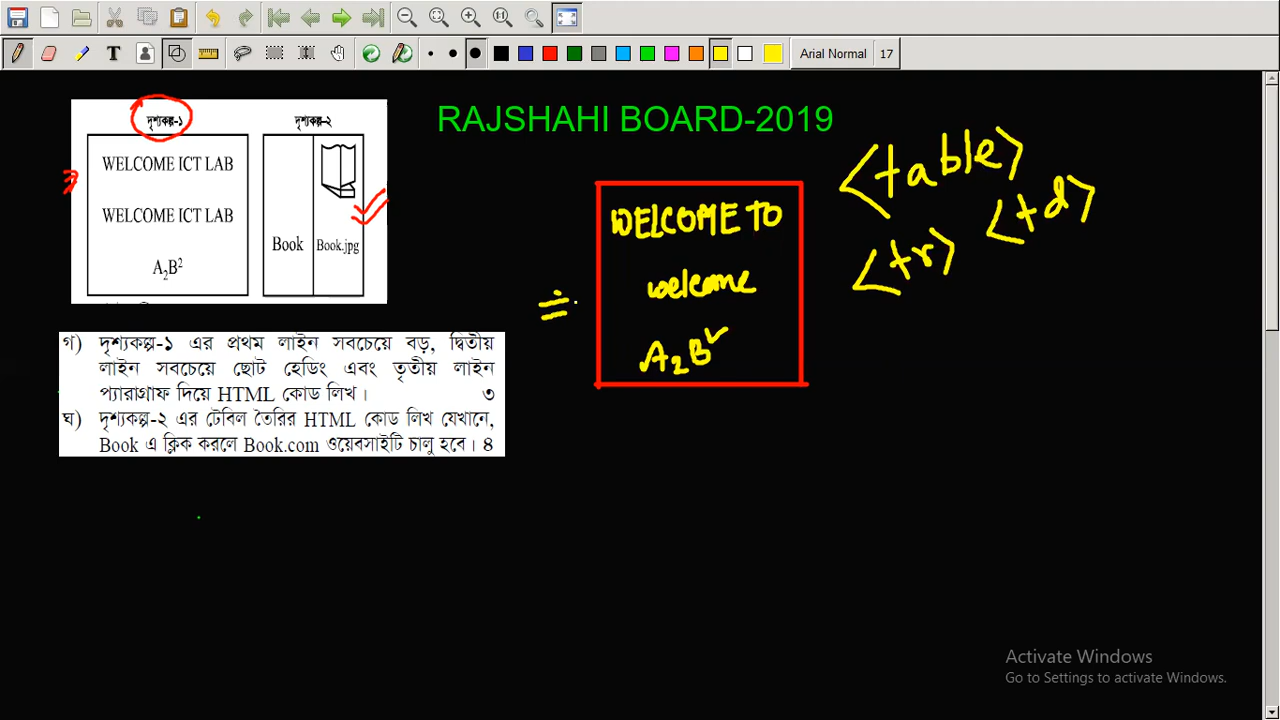 Arial Normal 17
RAJSHAHI BOARD-2019
দৃশ্যকল্প-১
WELCOME ICT LAB
WELCOME ICT LAB
A₂B²
দৃশ্যকল্প-২
Book
Book.jpg
WELCOME TO
welcome
A₂B²
<table>
<tr> <td>
গ) দৃশ্যকল্প-১ এর প্রথম লাইন সবচেয়ে বড়, দ্বিতীয়
লাইন সবচেয়ে ছোট হেডিং এবং তৃতীয় লাইন
প্যারাগ্রাফ দিয়ে HTML কোড লিখ। ৩
ঘ) দৃশ্যকল্প-২ এর টেবিল তৈরির HTML কোড লিখ যেখানে,
Book এ ক্লিক করলে Book.com ওয়েবসাইটি চালু হবে। ৪
Activate Windows
Go to Settings to activate Windows.